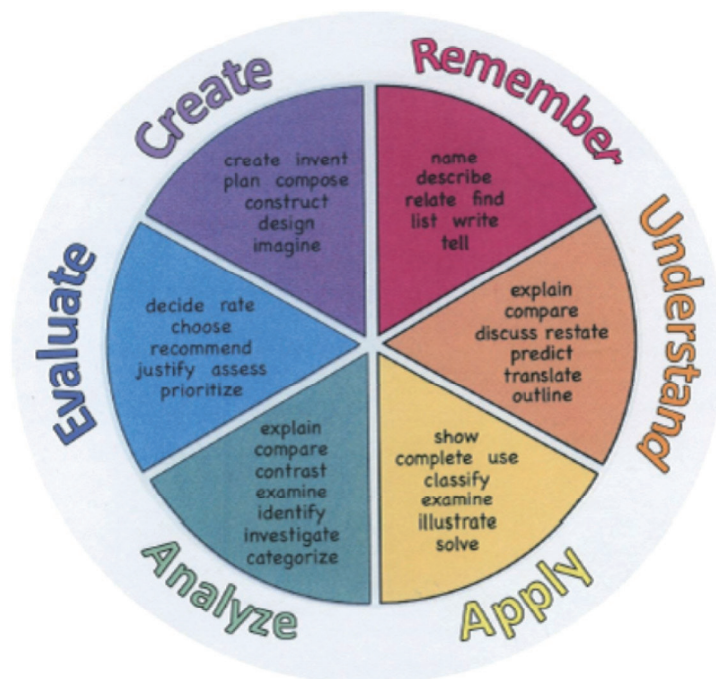 Remember
name
describe
relate find
list write
tell
Understand
explain
compare
discuss restate
predict
translate
outline
Apply
show
complete use
classify
examine
illustrate
solve
Analyze
explain
compare
contrast
examine
identify
investigate
categorize
Evaluate
decide rate
choose
recommend
justify assess
prioritize
Create
create invent
plan compose
construct
design
imagine